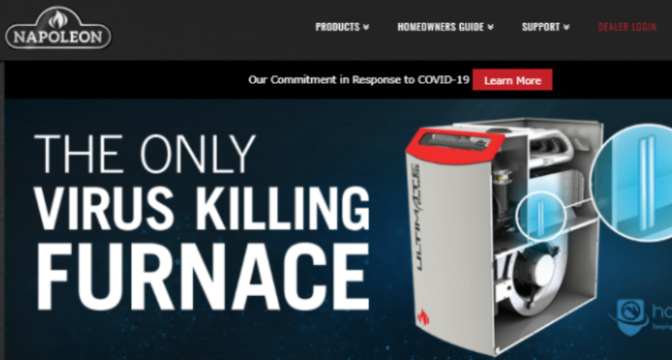 NAPOLEON
PRODUCTS HOMEOWNERS GUIDE SUPPORT DEALER LOGIN
Our Commitment in Response to COVID-19 Learn More
THE ONLY
VIRUS KILLING
FURNACE
ULTIMATE